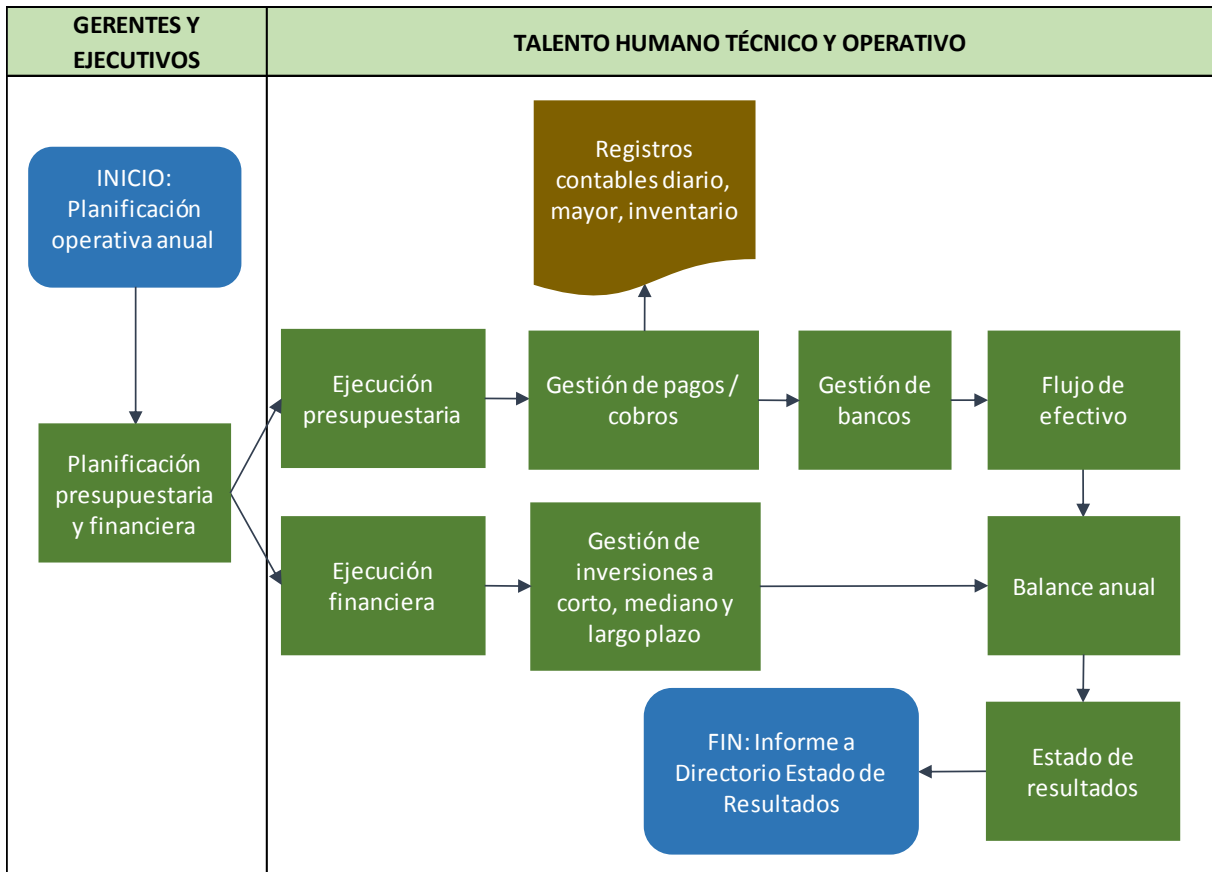 GERENTES Y
EJECUTIVOS
TALENTO HUMANO TÉCNICO Y OPERATIVO
INICIO:
Planificación
operativa anual
Registros
contables diario,
mayor, inventario
Planificación
presupuestaria
y financiera
Ejecución
presupuestaria
Gestión de pagos /
cobros
Gestión de
bancos
Flujo de
efectivo
Ejecución
financiera
Gestión de
inversiones a
corto, mediano y
largo plazo
Balance anual
FIN: Informe a
Directorio Estado de
Resultados
Estado de
resultados